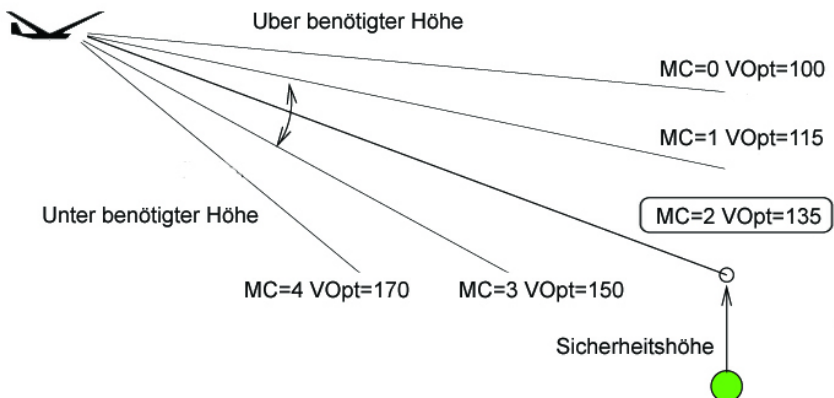 Uber benötigter Höhe
MC=0 VOpt=100
MC=1 VOpt=115
Unter benötigter Höhe
MC=2 VOpt=135
MC=4 VOpt=170
MC=3 VOpt=150
Sicherheitshöhe